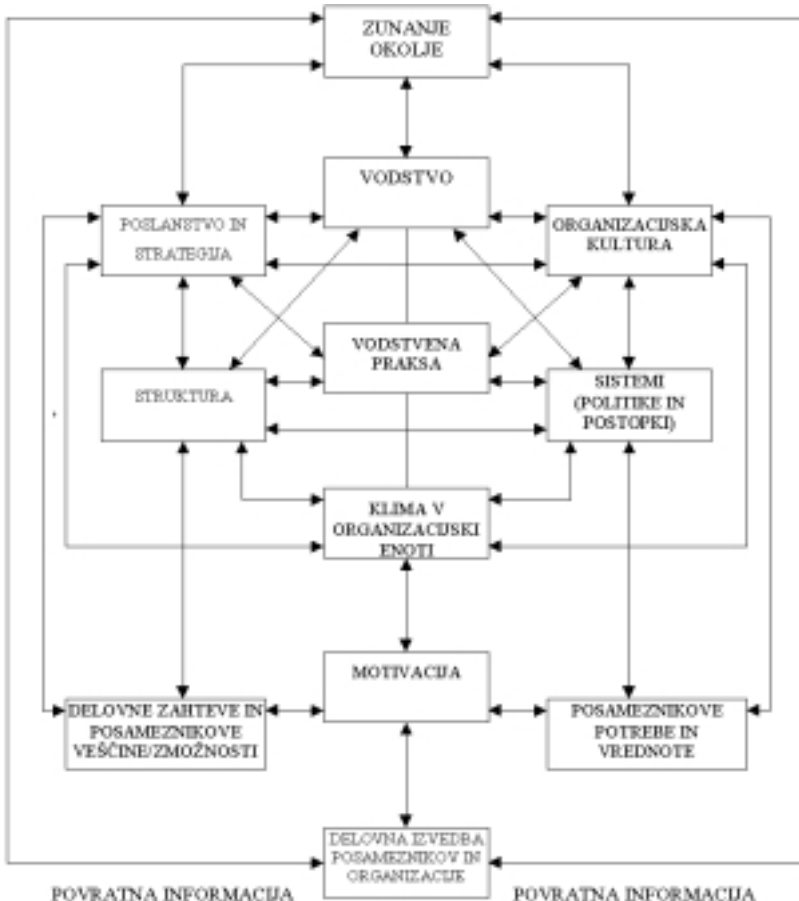 ZUNANJE
OKOLJE
VODSTVO
POSLANSTVO IN
STRATEGIJA
ORGANIZACIJSKA
KULTURA
VODSTVENA
PRAKSA
STRUKTURA
SISTEMI
(POLITIKE IN
POSTOPKI)
KLIMA V
ORGANIZACIJSKI
ENOTI
MOTIVACIJA
DELOVNE ZAHTEVE IN
POSAMEZNIKOVE
VEŠČINE/ZMOŽNOSTI
POSAMEZNIKOVE
POTREBE IN
VREDNOTE
DELOVNA IZVEDBA
POSAMEZNIKOV IN
ORGANIZACIJE
POVRATNA INFORMACIJA
POVRATNA INFORMACIJA